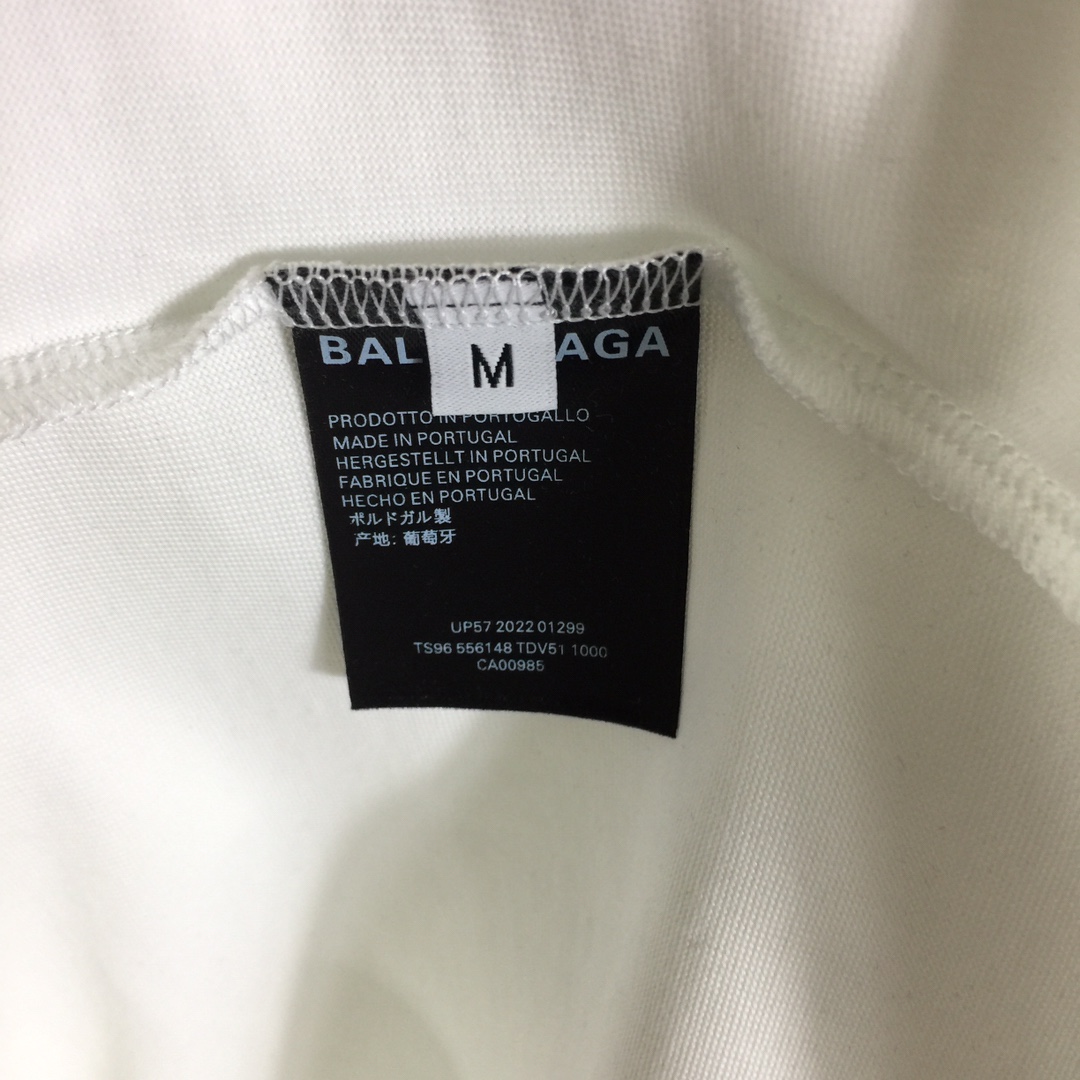 BAL AGA
M
PRODOTTO IN PORTOGALLO
MADE IN PORTUGAL
HERGESTELLT IN PORTUGAL
FABRIQUE EN PORTUGAL
HECHO EN PORTUGAL
ポルドガル製
产地: 葡萄牙
UP57 2022 01299
TS96 556148 TDV51 1000
CA00985